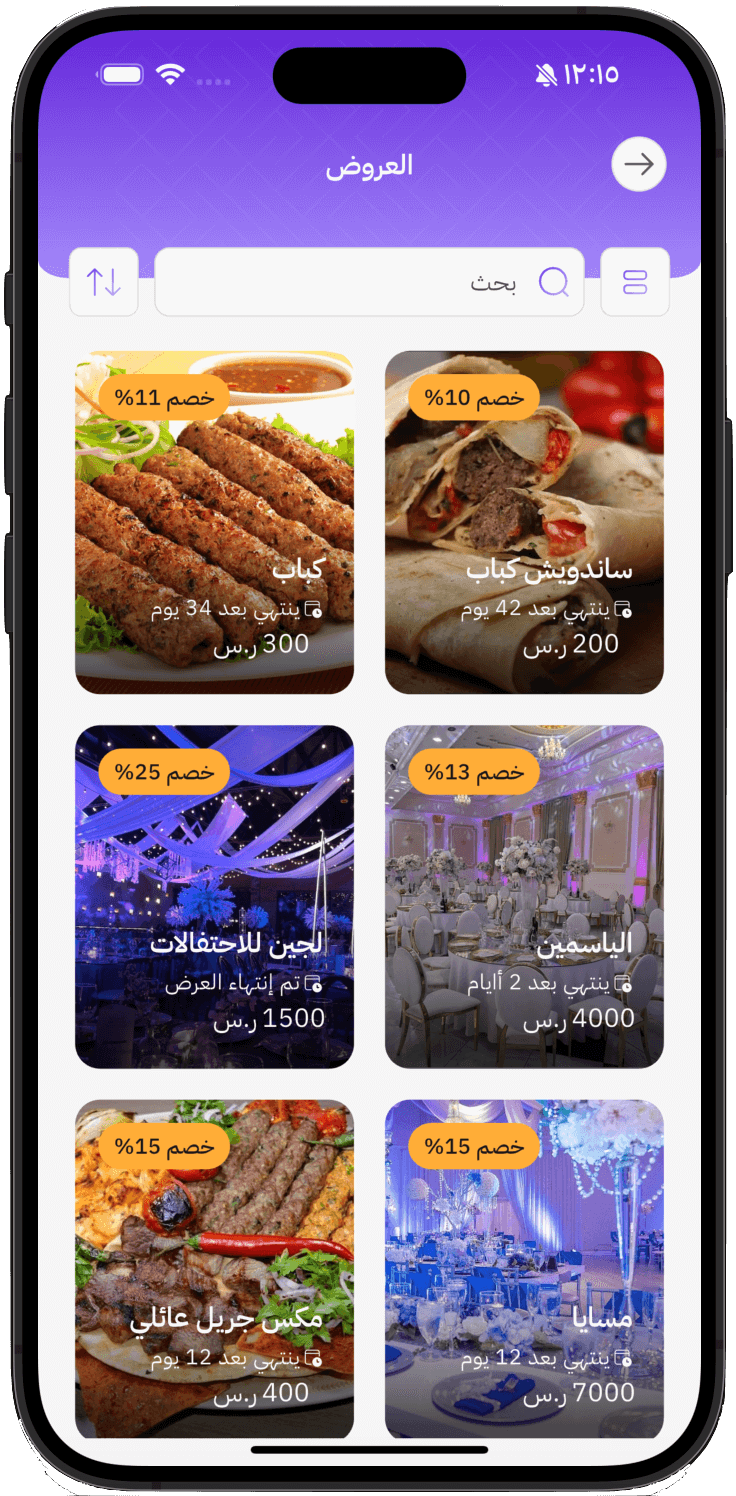 ١٢:١٥
العروض
بحث
خصم 10%
ساندويش كباب
ينتهي بعد 42 يوم
200 ر.س
خصم 11%
كباب
ينتهي بعد 34 يوم
300 ر.س
خصم 13%
الياسمين
ينتهي بعد 2 أايام
4000 ر.س
خصم 25%
لجين للاحتفالات
تم إنتهاء العرض
1500 ر.س
خصم 15%
مسايا
ينتهي بعد 12 يوم
7000 ر.س
خصم 15%
مكس جريل عائلي
ينتهي بعد 12 يوم
400 ر.س